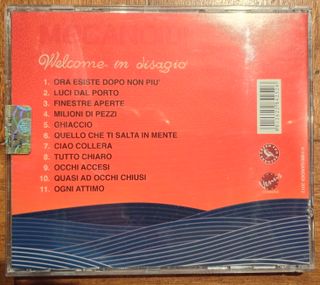 Welcome in disagio
1. ORA ESISTE DOPO NON PIU'
2. LUCI DAL PORTO
3. FINESTRE APERTE
4. MILIONI DI PEZZI
5. GHIACCIO
6. QUELLO CHE TI SALTA IN MENTE
7. CIAO COLLERA
8. TUTTO CHIARO
9. OCCHI ACCESI
10. QUASI AD OCCHI CHIUSI
11. OGNI ATTIMO